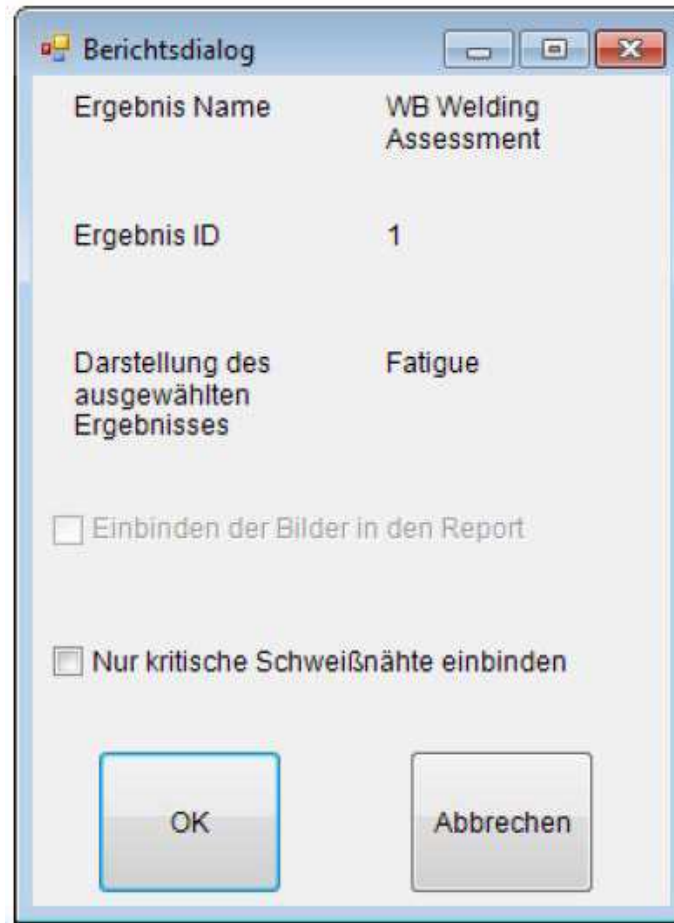 Berichtsdialog
Ergebnis Name
WB Welding
Assessment
Ergebnis ID
1
Darstellung des
ausgewählten
Ergebnisses
Fatigue
Einbinden der Bilder in den Report
Nur kritische Schweißnähte einbinden
OK
Abbrechen